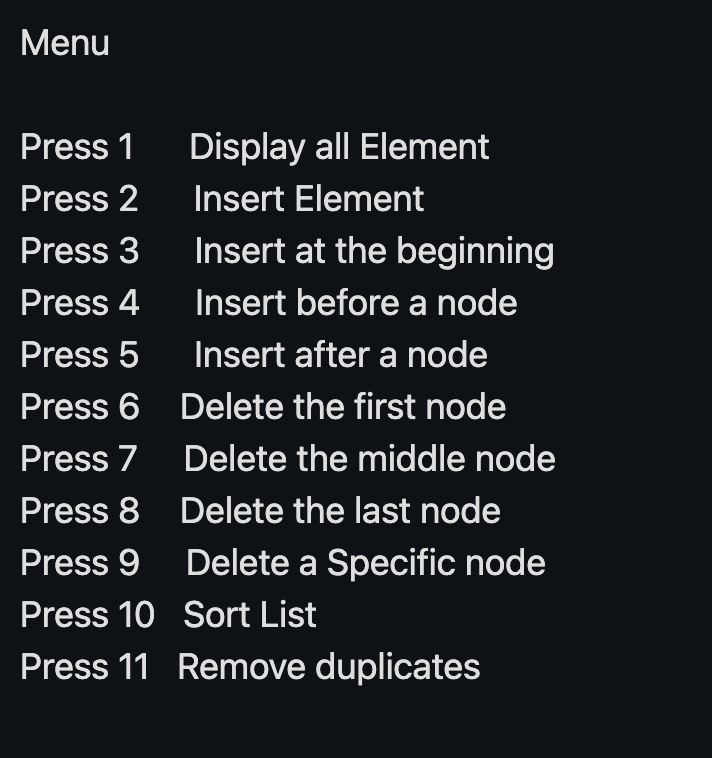 Menu
Press 1 Display all Element
Press 2 Insert Element
Press 3 Insert at the beginning
Press 4 Insert before a node
Press 5 Insert after a node
Press 6 Delete the first node
Press 7 Delete the middle node
Press 8 Delete the last node
Press 9 Delete a Specific node
Press 10 Sort List
Press 11 Remove duplicates